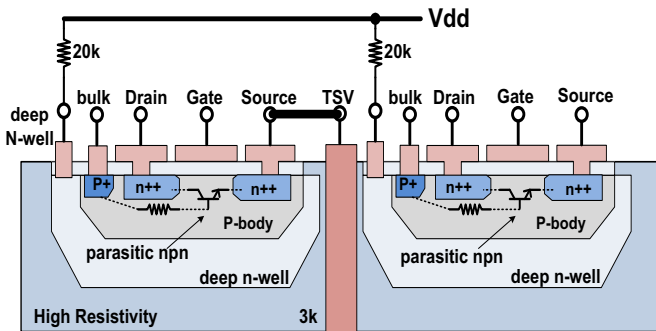 Vdd
20k
20k
deep
N-well
bulk
Drain
Gate
Source
TSV
bulk
Drain
Gate
Source
P+
n++
n++
P+
n++
n++
P-body
P-body
parasitic npn
parasitic npn
deep n-well
deep n-well
High Resistivity
3k